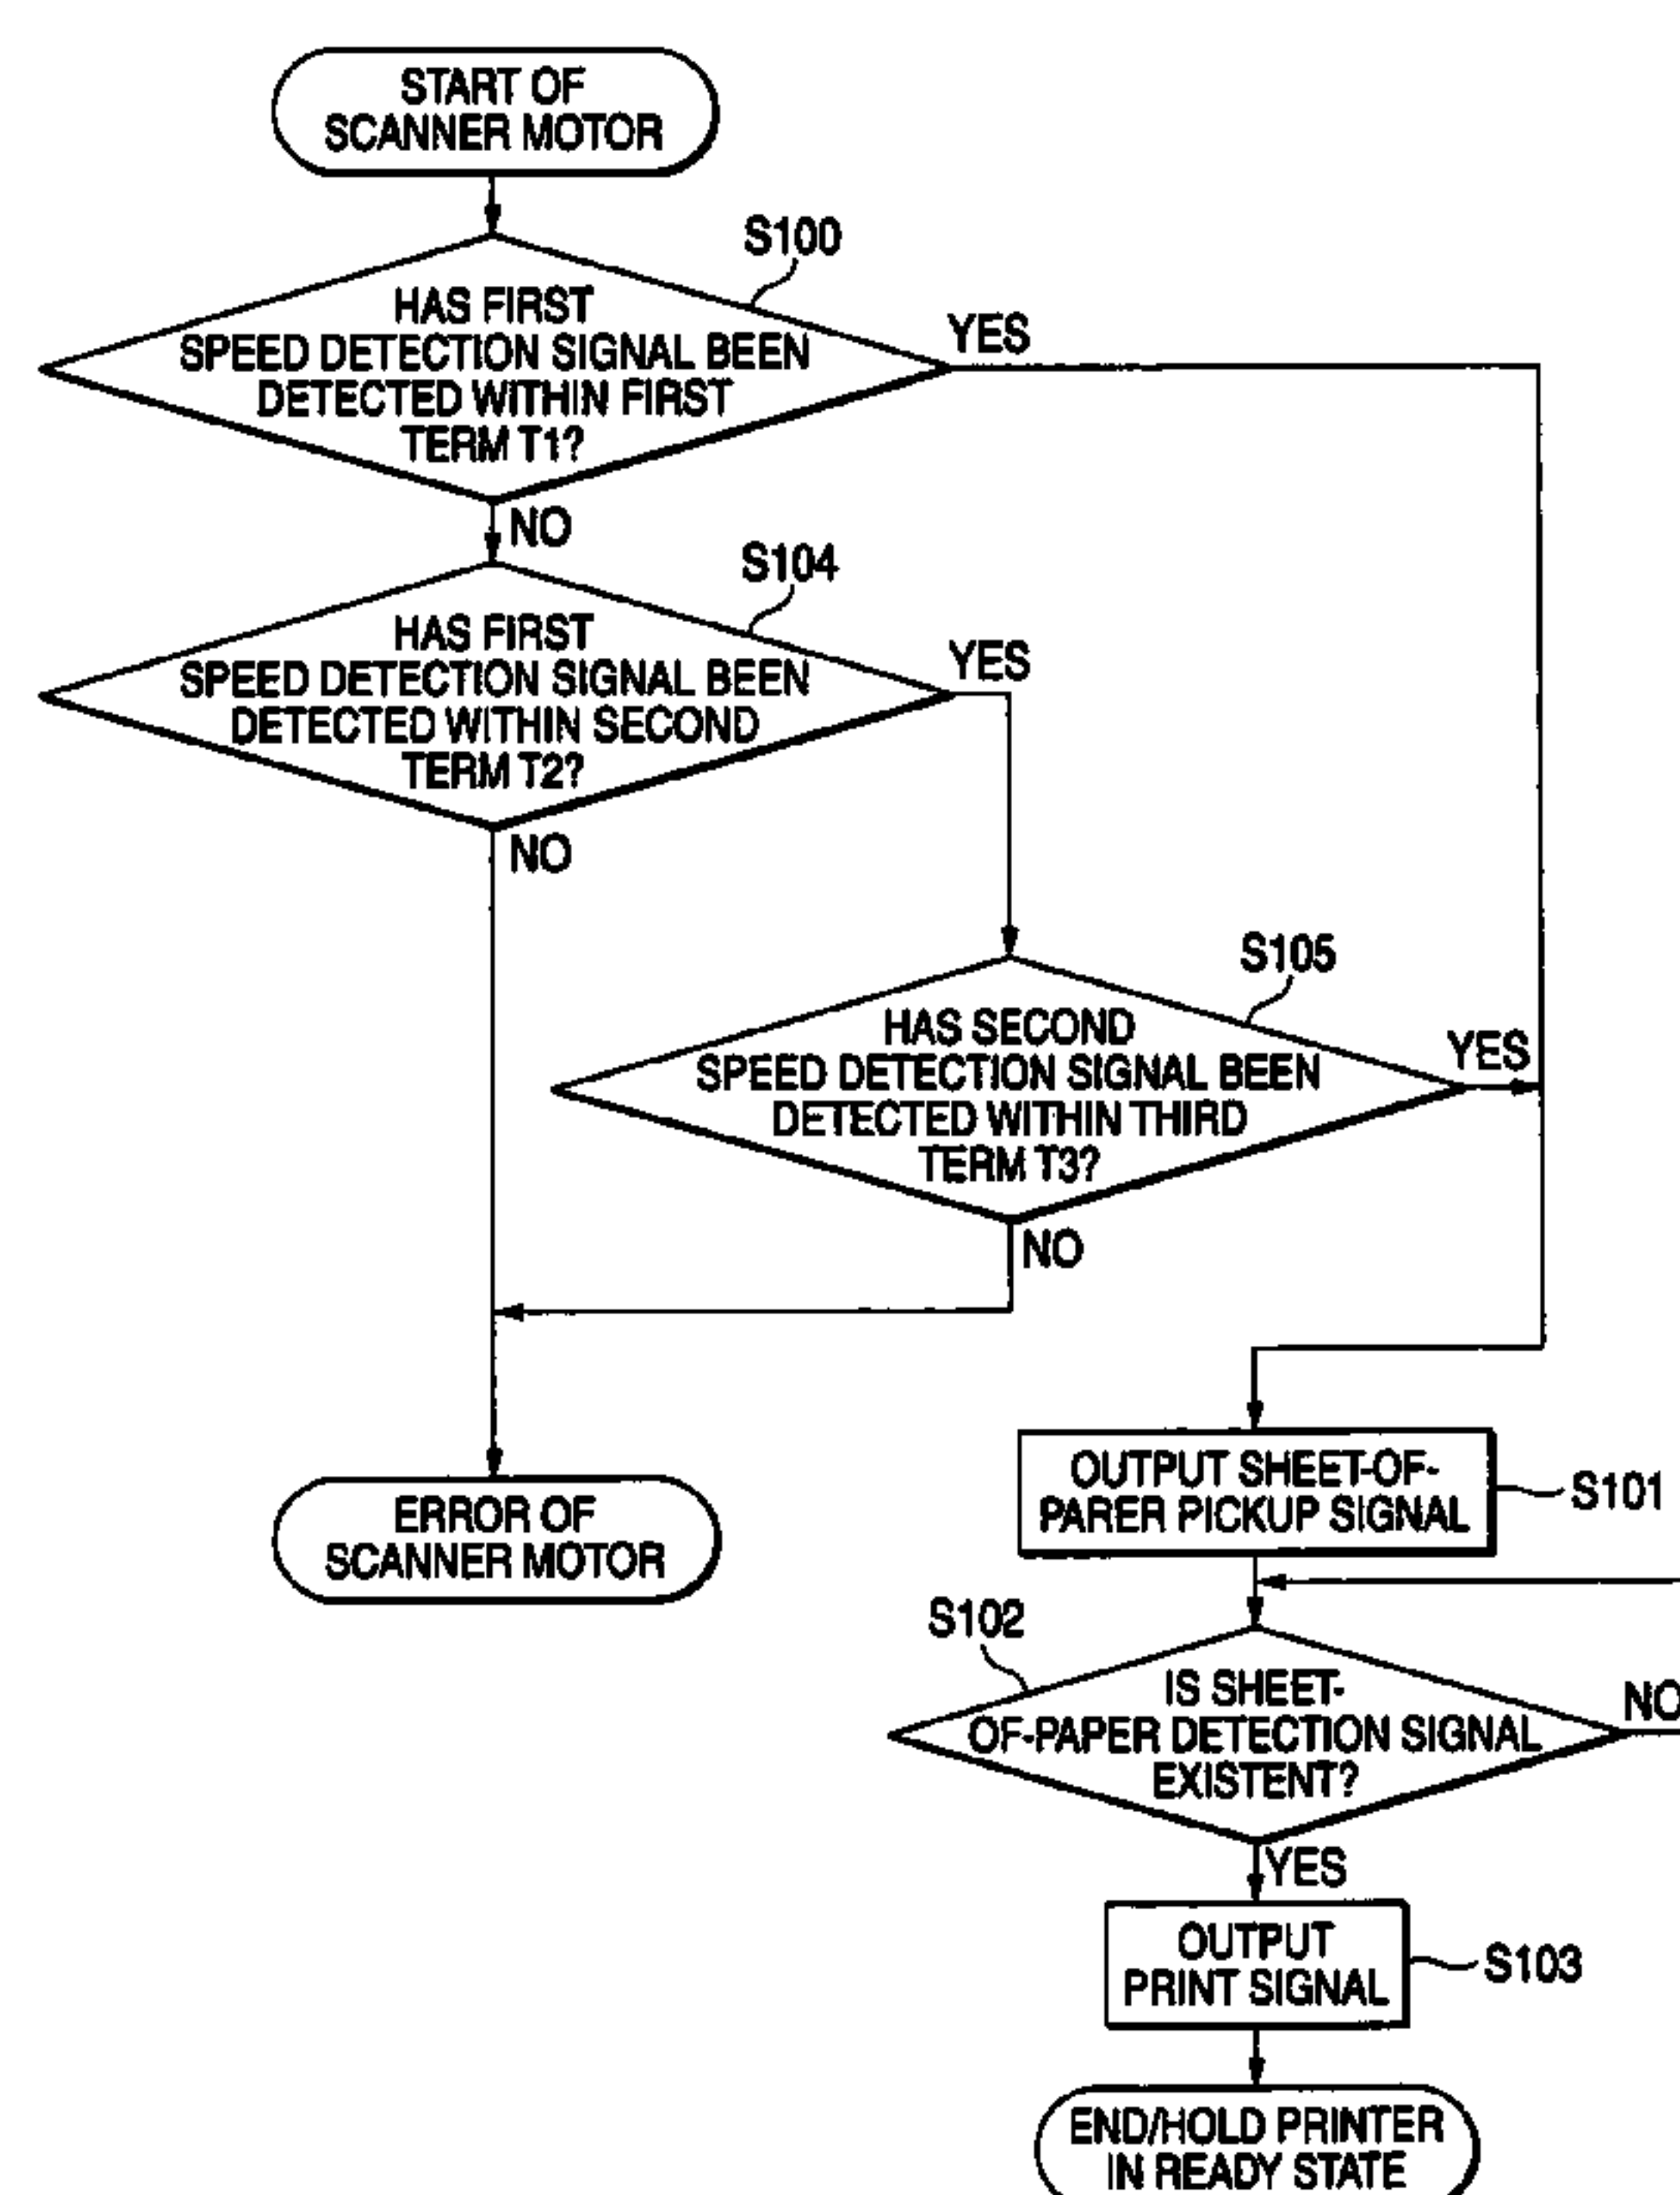 START OF
SCANNER MOTOR
S100
HAS FIRST
SPEED DETECTION SIGNAL BEEN
DETECTED WITHIN FIRST
TERM T1?
YES
NO
S104
HAS FIRST
SPEED DETECTION SIGNAL BEEN
DETECTED WITHIN SECOND
TERM T2?
YES
NO
S105
HAS SECOND
SPEED DETECTION SIGNAL BEEN
DETECTED WITHIN THIRD
TERM T3?
YES
NO
OUTPUT SHEET-OF-
PARER PICKUP SIGNAL
S101
ERROR OF
SCANNER MOTOR
S102
IS SHEET-
OF-PAPER DETECTION SIGNAL
EXISTENT?
NO
YES
OUTPUT
PRINT SIGNAL
S103
END/HOLD PRINTER
IN READY STATE